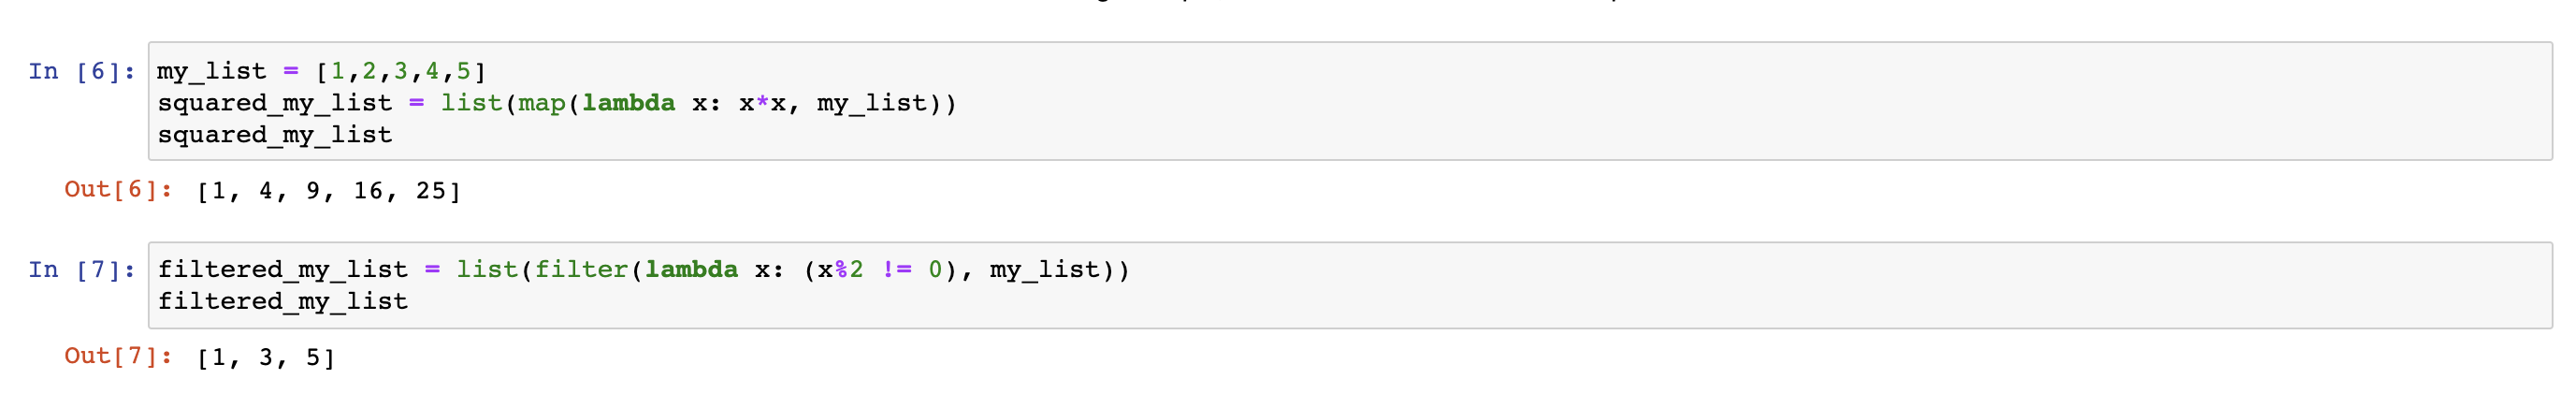 In [6]: my_list = [1,2,3,4,5]
squared_my_list = list(map(lambda x: x*x, my_list))
squared_my_list
Out[6]: [1, 4, 9, 16, 25]
In [7]: filtered_my_list = list(filter(lambda x: (x%2 != 0), my_list))
filtered_my_list
Out[7]: [1, 3, 5]